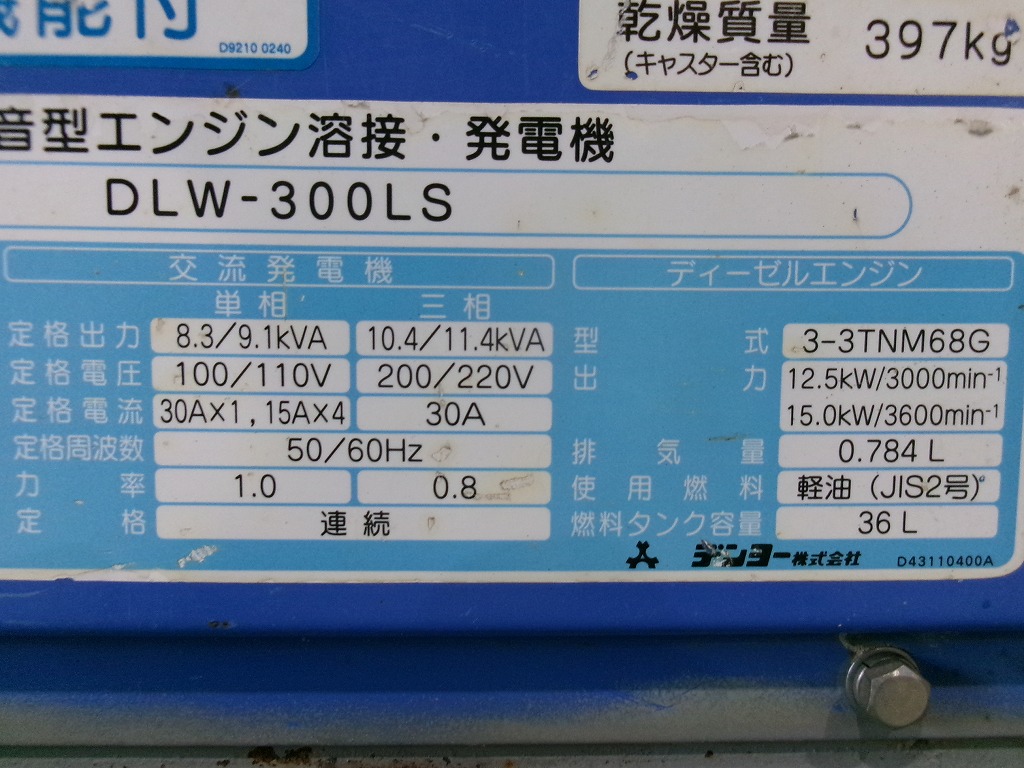 機能付
D9210 0240
乾燥質量 397kg
(キャスター含む)
音型エンジン溶接・発電機
DLW-300LS
交流発電機
単相 三相
定格出力 8.3/9.1kVA 10.4/11.4kVA
定格電圧 100/110V 200/220V
定格電流 30A×1,15A×4 30A
定格周波数 50/60Hz
力率 1.0 0.8
定格 連続
ディーゼルエンジン
型式 3-3TNM68G
出力 12.5kW/3000min-1
15.0kW/3600min-1
排気量 0.784 L
使用燃料 軽油(JIS2号)
燃料タンク容量 36 L
デンヨー株式会社 D43110400A